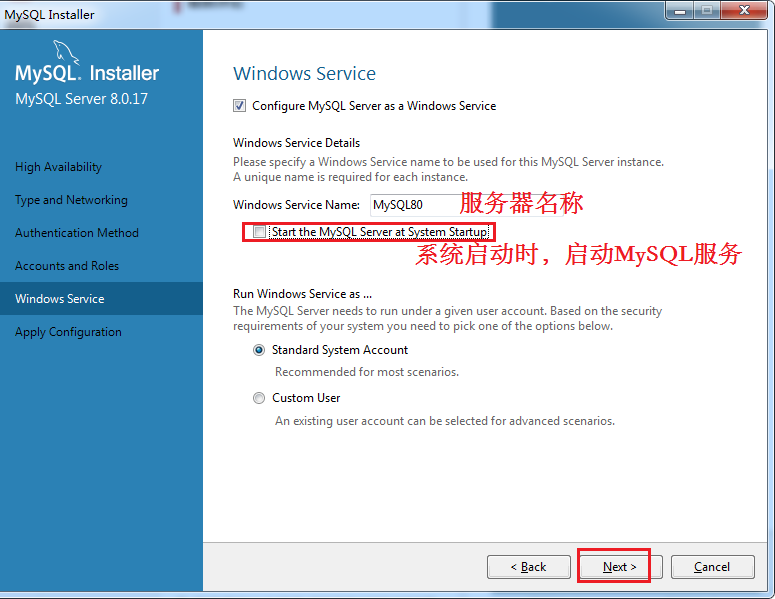 MySQL Installer
MySQL. Installer
MySQL Server 8.0.17
High Availability
Type and Networking
Authentication Method
Accounts and Roles
Windows Service
Apply Configuration
Windows Service
Configure MySQL Server as a Windows Service
Windows Service Details
Please specify a Windows Service name to be used for this MySQL Server instance.
A unique name is required for each instance.
Windows Service Name: MySQL80 服务器名称
Start the MySQL Server at System Startup
系统启动时，启动MySQL服务
Run Windows Service as ...
The MySQL Server needs to run under a given user account. Based on the security
requirements of your system you need to pick one of the options below.
Standard System Account
Recommended for most scenarios.
Custom User
An existing user account can be selected for advanced scenarios.
< Back Next > Cancel